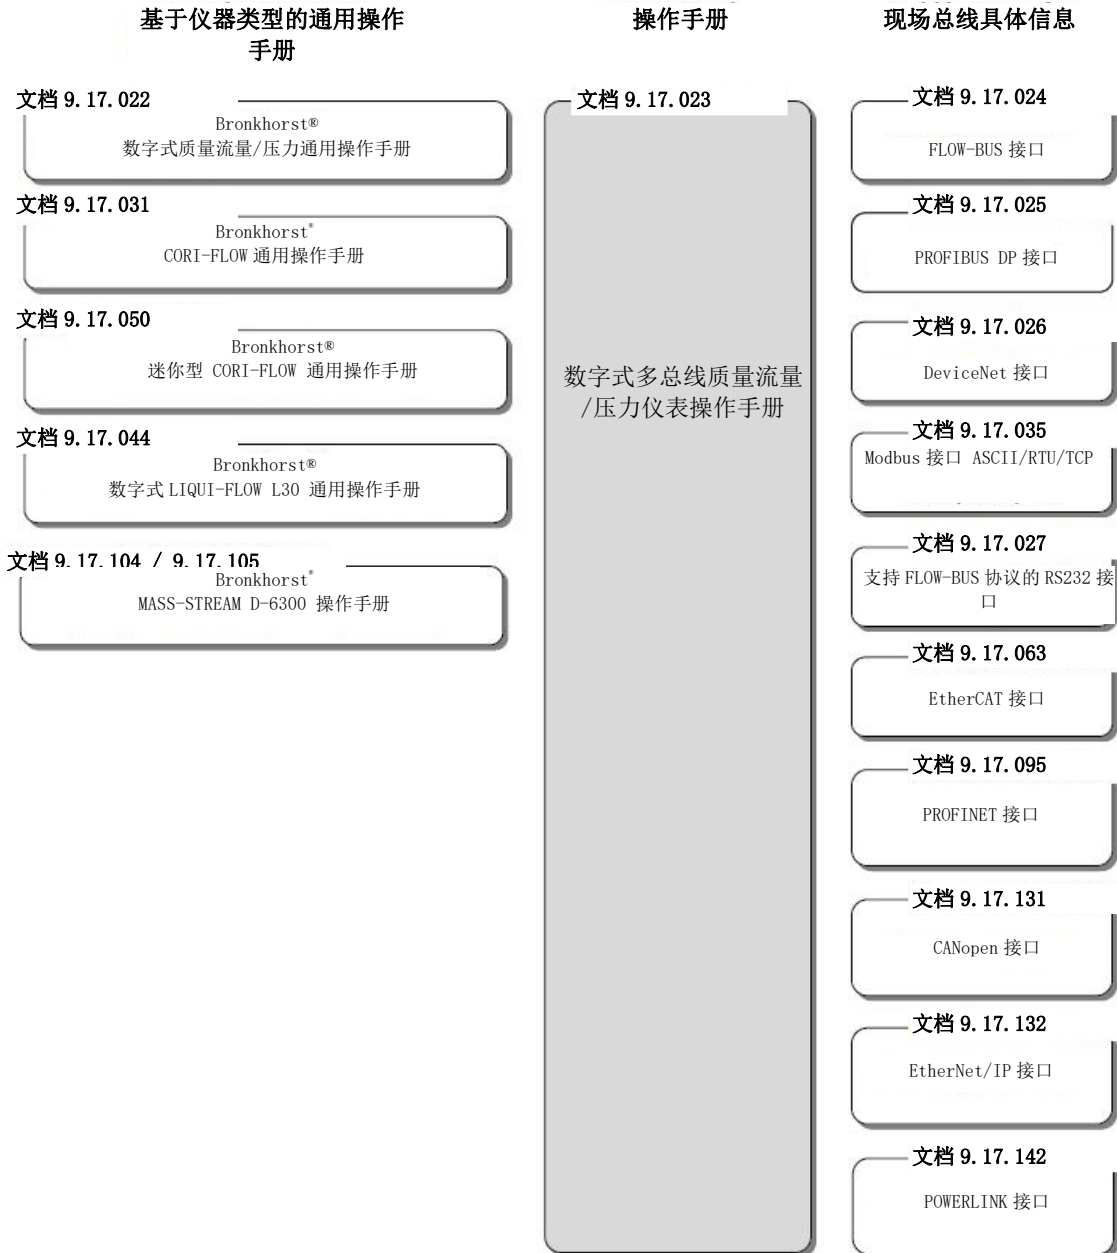 基于仪器类型的通用操作
手册
文档 9.17.022
Bronkhorst®
数字式质量流量/压力通用操作手册
文档 9.17.031
Bronkhorst®
CORI-FLOW 通用操作手册
文档 9.17.050
Bronkhorst®
迷你型 CORI-FLOW 通用操作手册
文档 9.17.044
Bronkhorst®
数字式 LIQUI-FLOW L30 通用操作手册
文档 9.17.104 / 9.17.105
Bronkhorst®
MASS-STREAM D-6300 操作手册
操作手册
文档 9.17.023
数字式多总线质量流量
/压力仪表操作手册
现场总线具体信息
文档 9.17.024
FLOW-BUS 接口
文档 9.17.025
PROFIBUS DP 接口
文档 9.17.026
DeviceNet 接口
文档 9.17.035
Modbus 接口 ASCII/RTU/TCP
文档 9.17.027
支持 FLOW-BUS 协议的 RS232 接
口
文档 9.17.063
EtherCAT 接口
文档 9.17.095
PROFINET 接口
文档 9.17.131
CANopen 接口
文档 9.17.132
EtherNet/IP 接口
文档 9.17.142
POWERLINK 接口